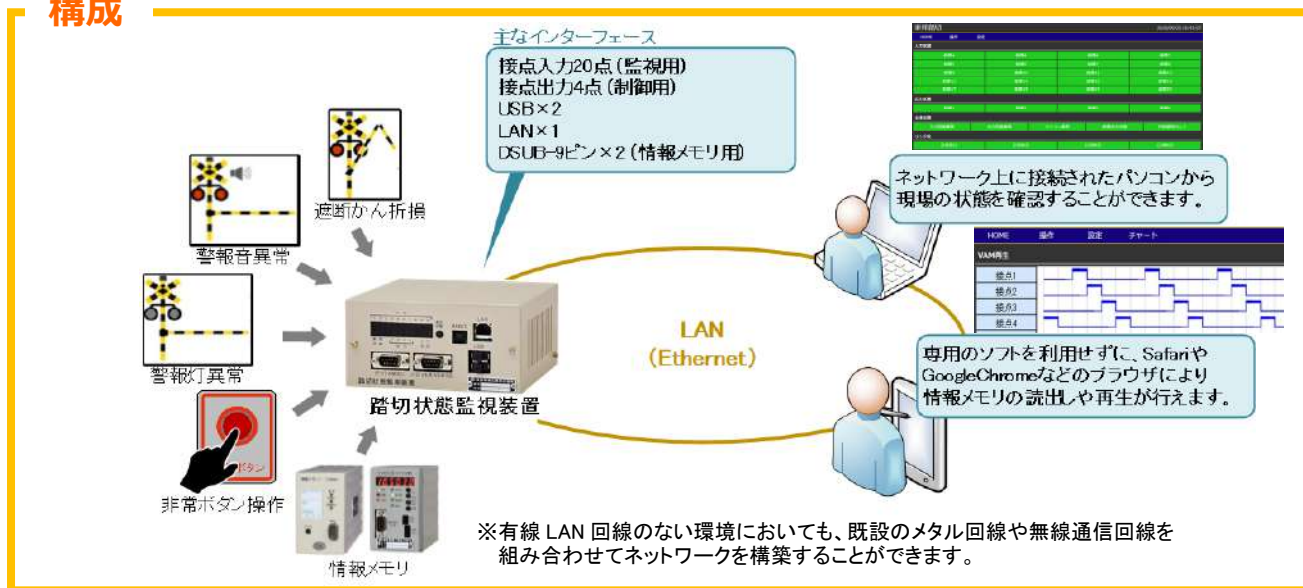 構成
主なインターフェース
接点入力20点(監視用)
接点出力4点(制御用)
USB×2
LAN×1
DSUB-9ピン×2(情報メモリ用)
遮断かん折損
警報音異常
警報灯異常
ボタン
非常ボタン操作
情報メモリ
踏切状態監視装置
LAN
(Ethernet)
HOME 操作 設定
ネットワーク上に接続されたパソコンから
現場の状態を確認することができます。
HOME 操作 設定 チャート
VAM再生
接点1
接点2
接点3
接点4
専用のソフトを利用せずに、Safariや
GoogleChromeなどのブラウザにより
情報メモリの読出しや再生が行えます。
※有線 LAN 回線のない環境においても、既設のメタル回線や無線通信回線を
組み合わせてネットワークを構築することができます。